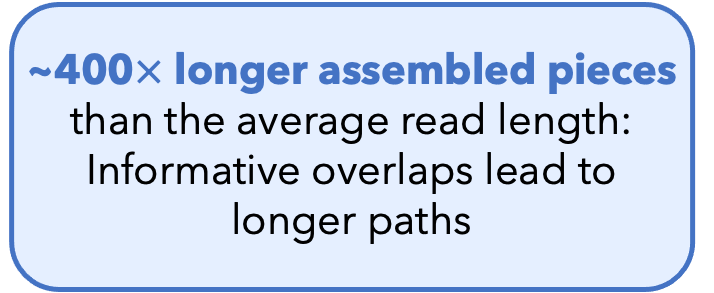 ~400× longer assembled pieces
than the average read length:
Informative overlaps lead to
longer paths